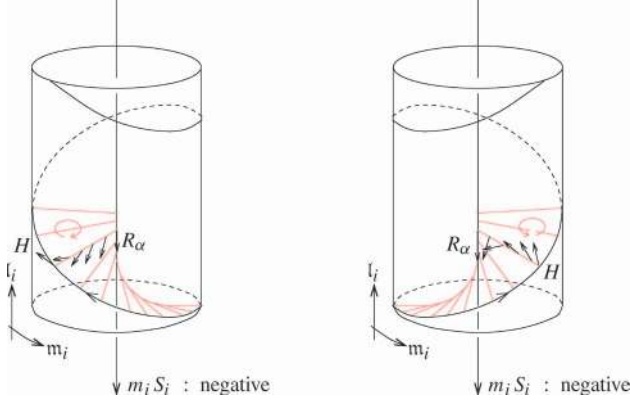 H
R_α
𝔩_i
𝔪_i
m_i S_i : negative
R_α
H
𝔩_i
𝔪_i
m_i S_i : negative